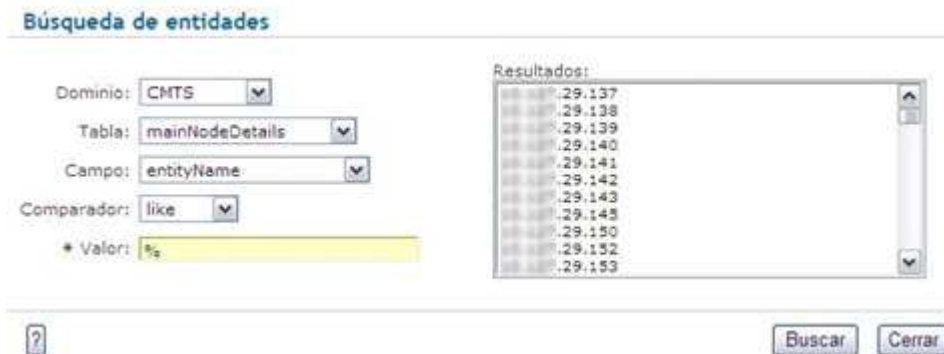 Búsqueda de entidades
Dominio: CMTS
Tabla: mainNodeDetails
Campo: entityName
Comparador: like
* Valor: %
Resultados:
.29.137
.29.138
.29.139
.29.140
.29.141
.29.142
.29.143
.29.145
.29.150
.29.152
.29.153
?
Buscar
Cerrar